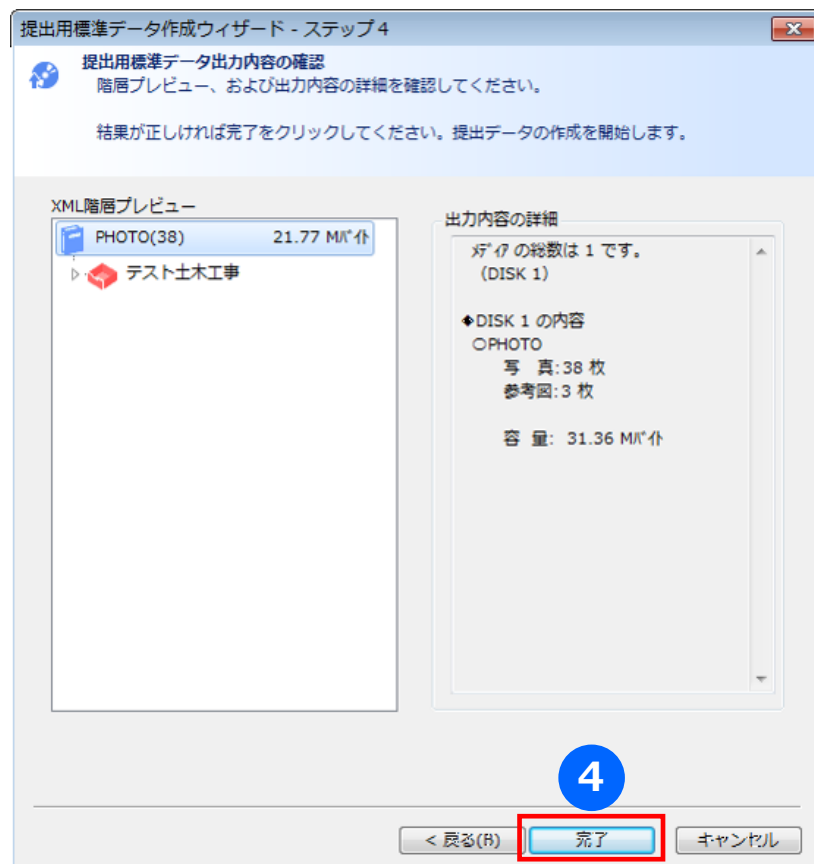 提出用標準データ作成ウィザード - ステップ4
提出用標準データ出力内容の確認
階層プレビュー、および出力内容の詳細を確認してください。
結果が正しければ完了をクリックしてください。提出データの作成を開始します。
XML階層プレビュー
PHOTO(38) 21.77 Mﾊﾞｲﾄ
テスト土木工事
出力内容の詳細
ﾒﾃﾞｨｱ の総数は 1 です。
(DISK 1)
◆DISK 1 の内容
○PHOTO
写 真:38 枚
参考図:3 枚
容 量: 31.36 Mﾊﾞｲﾄ
4
< 戻る(B)
完了
キャンセル